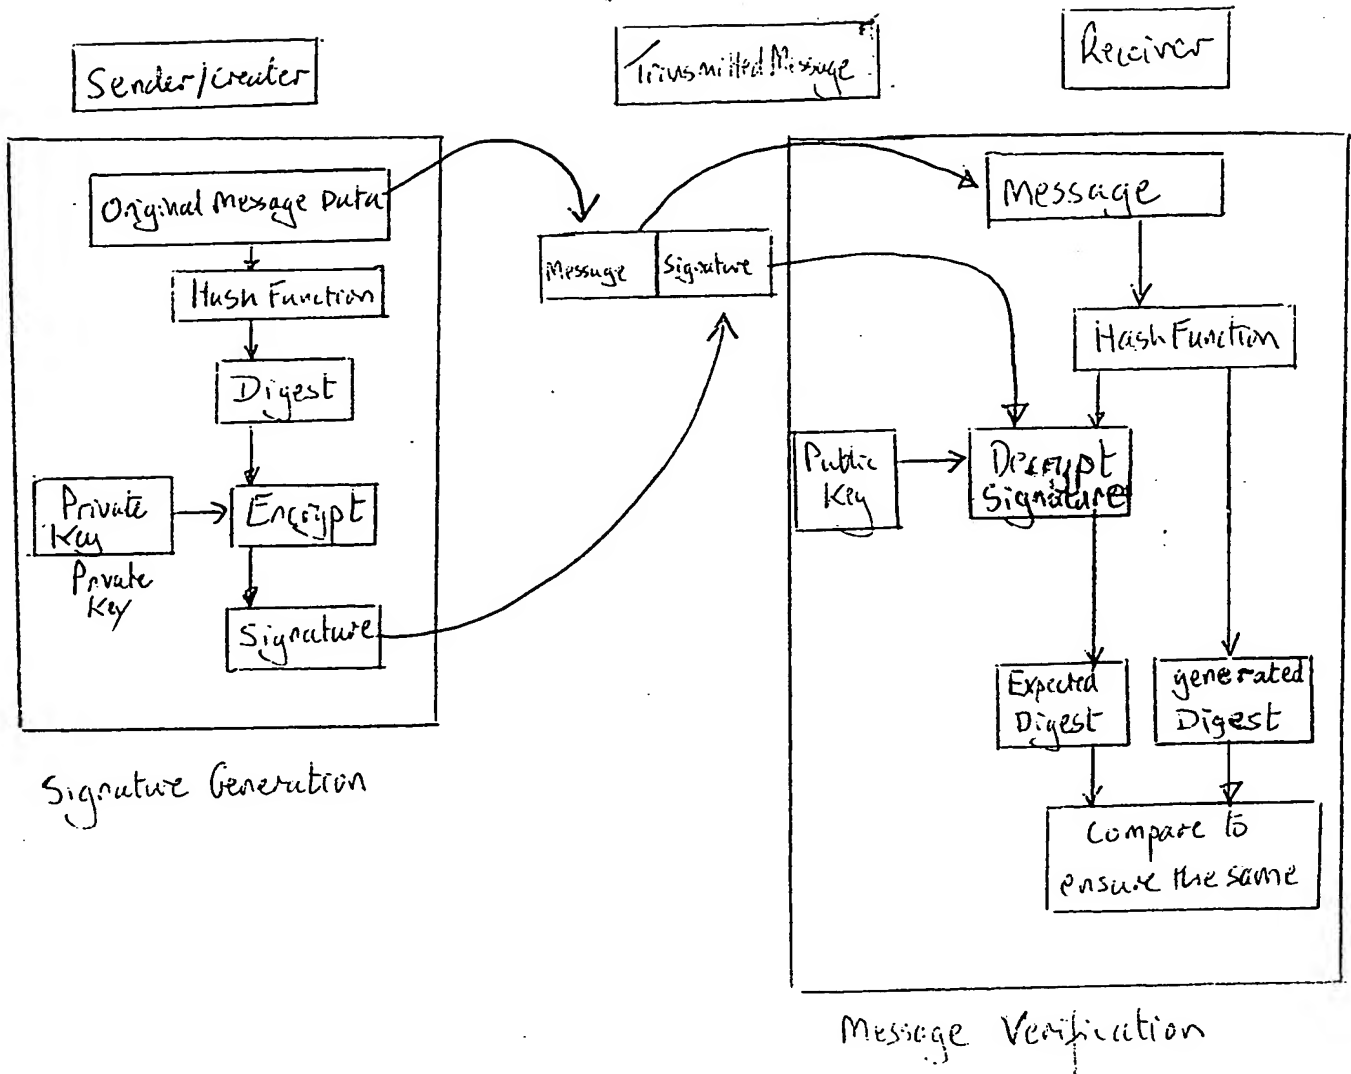 Sender/Creater
Transmitted Message
Receiver
Original Message Data
Hash Function
Digest
Private
Key
Private
Key
Encrypt
Signature
Signature Generation
Message
Signature
Message
Hash Function
Public
Key
Decrypt
Signature
Expected
Digest
generated
Digest
Compare to
ensure the same
Message Verification